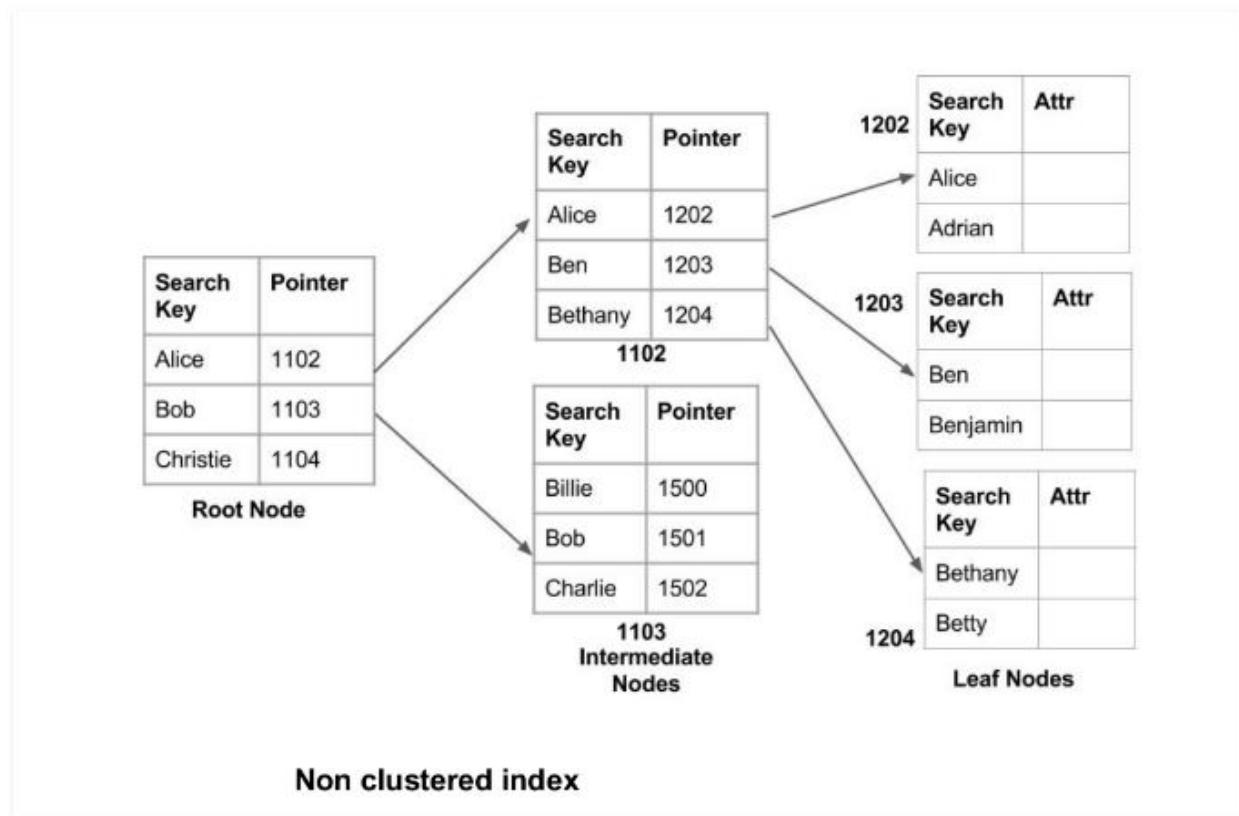 Search Key Pointer
Alice 1102
Bob 1103
Christie 1104
Root Node
Search Key Pointer
Alice 1202
Ben 1203
Bethany 1204
1102
Search Key Pointer
Billie 1500
Bob 1501
Charlie 1502
1103
Intermediate
Nodes
1202
Search Key Attr
Alice
Adrian
1203
Search Key Attr
Ben
Benjamin
Search Key Attr
Bethany
Betty
1204
Leaf Nodes
Non clustered index